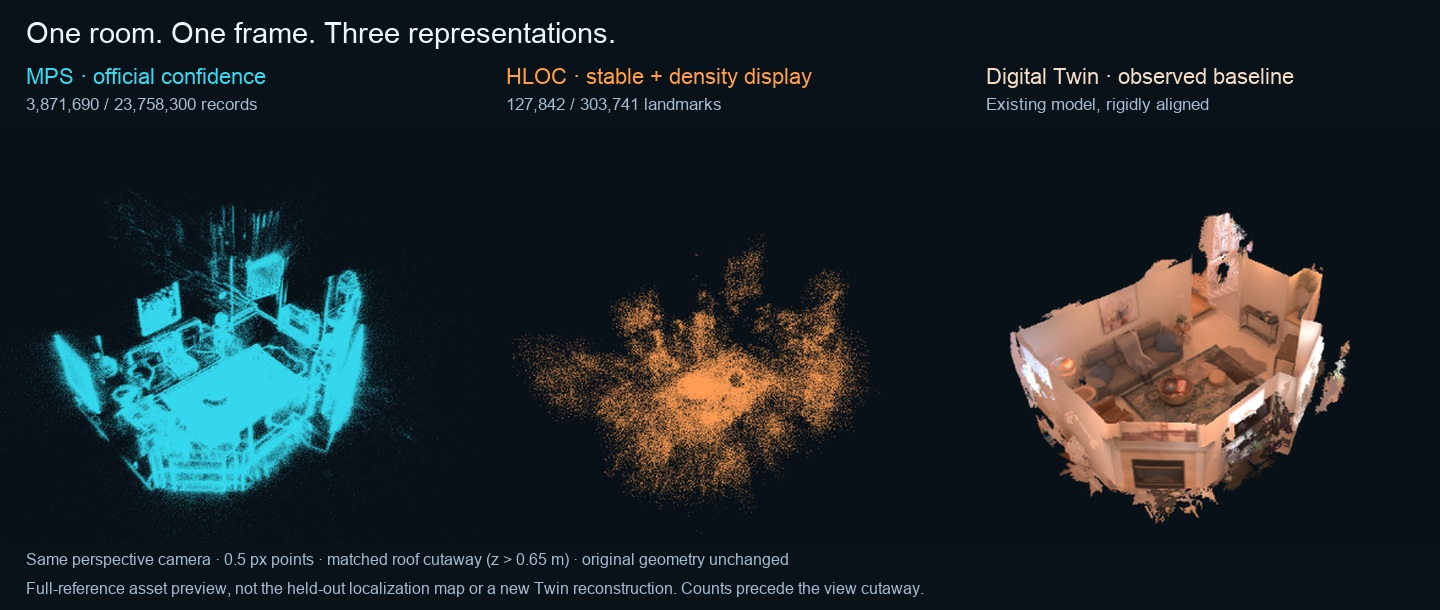 One room. One frame. Three representations.
MPS · official confidence
3,871,690 / 23,758,300 records
HLOC · stable + density display
127,842 / 303,741 landmarks
Digital Twin · observed baseline
Existing model, rigidly aligned
Same perspective camera · 0.5 px points · matched roof cutaway (z > 0.65 m) · original geometry unchanged
Full-reference asset preview, not the held-out localization map or a new Twin reconstruction. Counts precede the view cutaway.